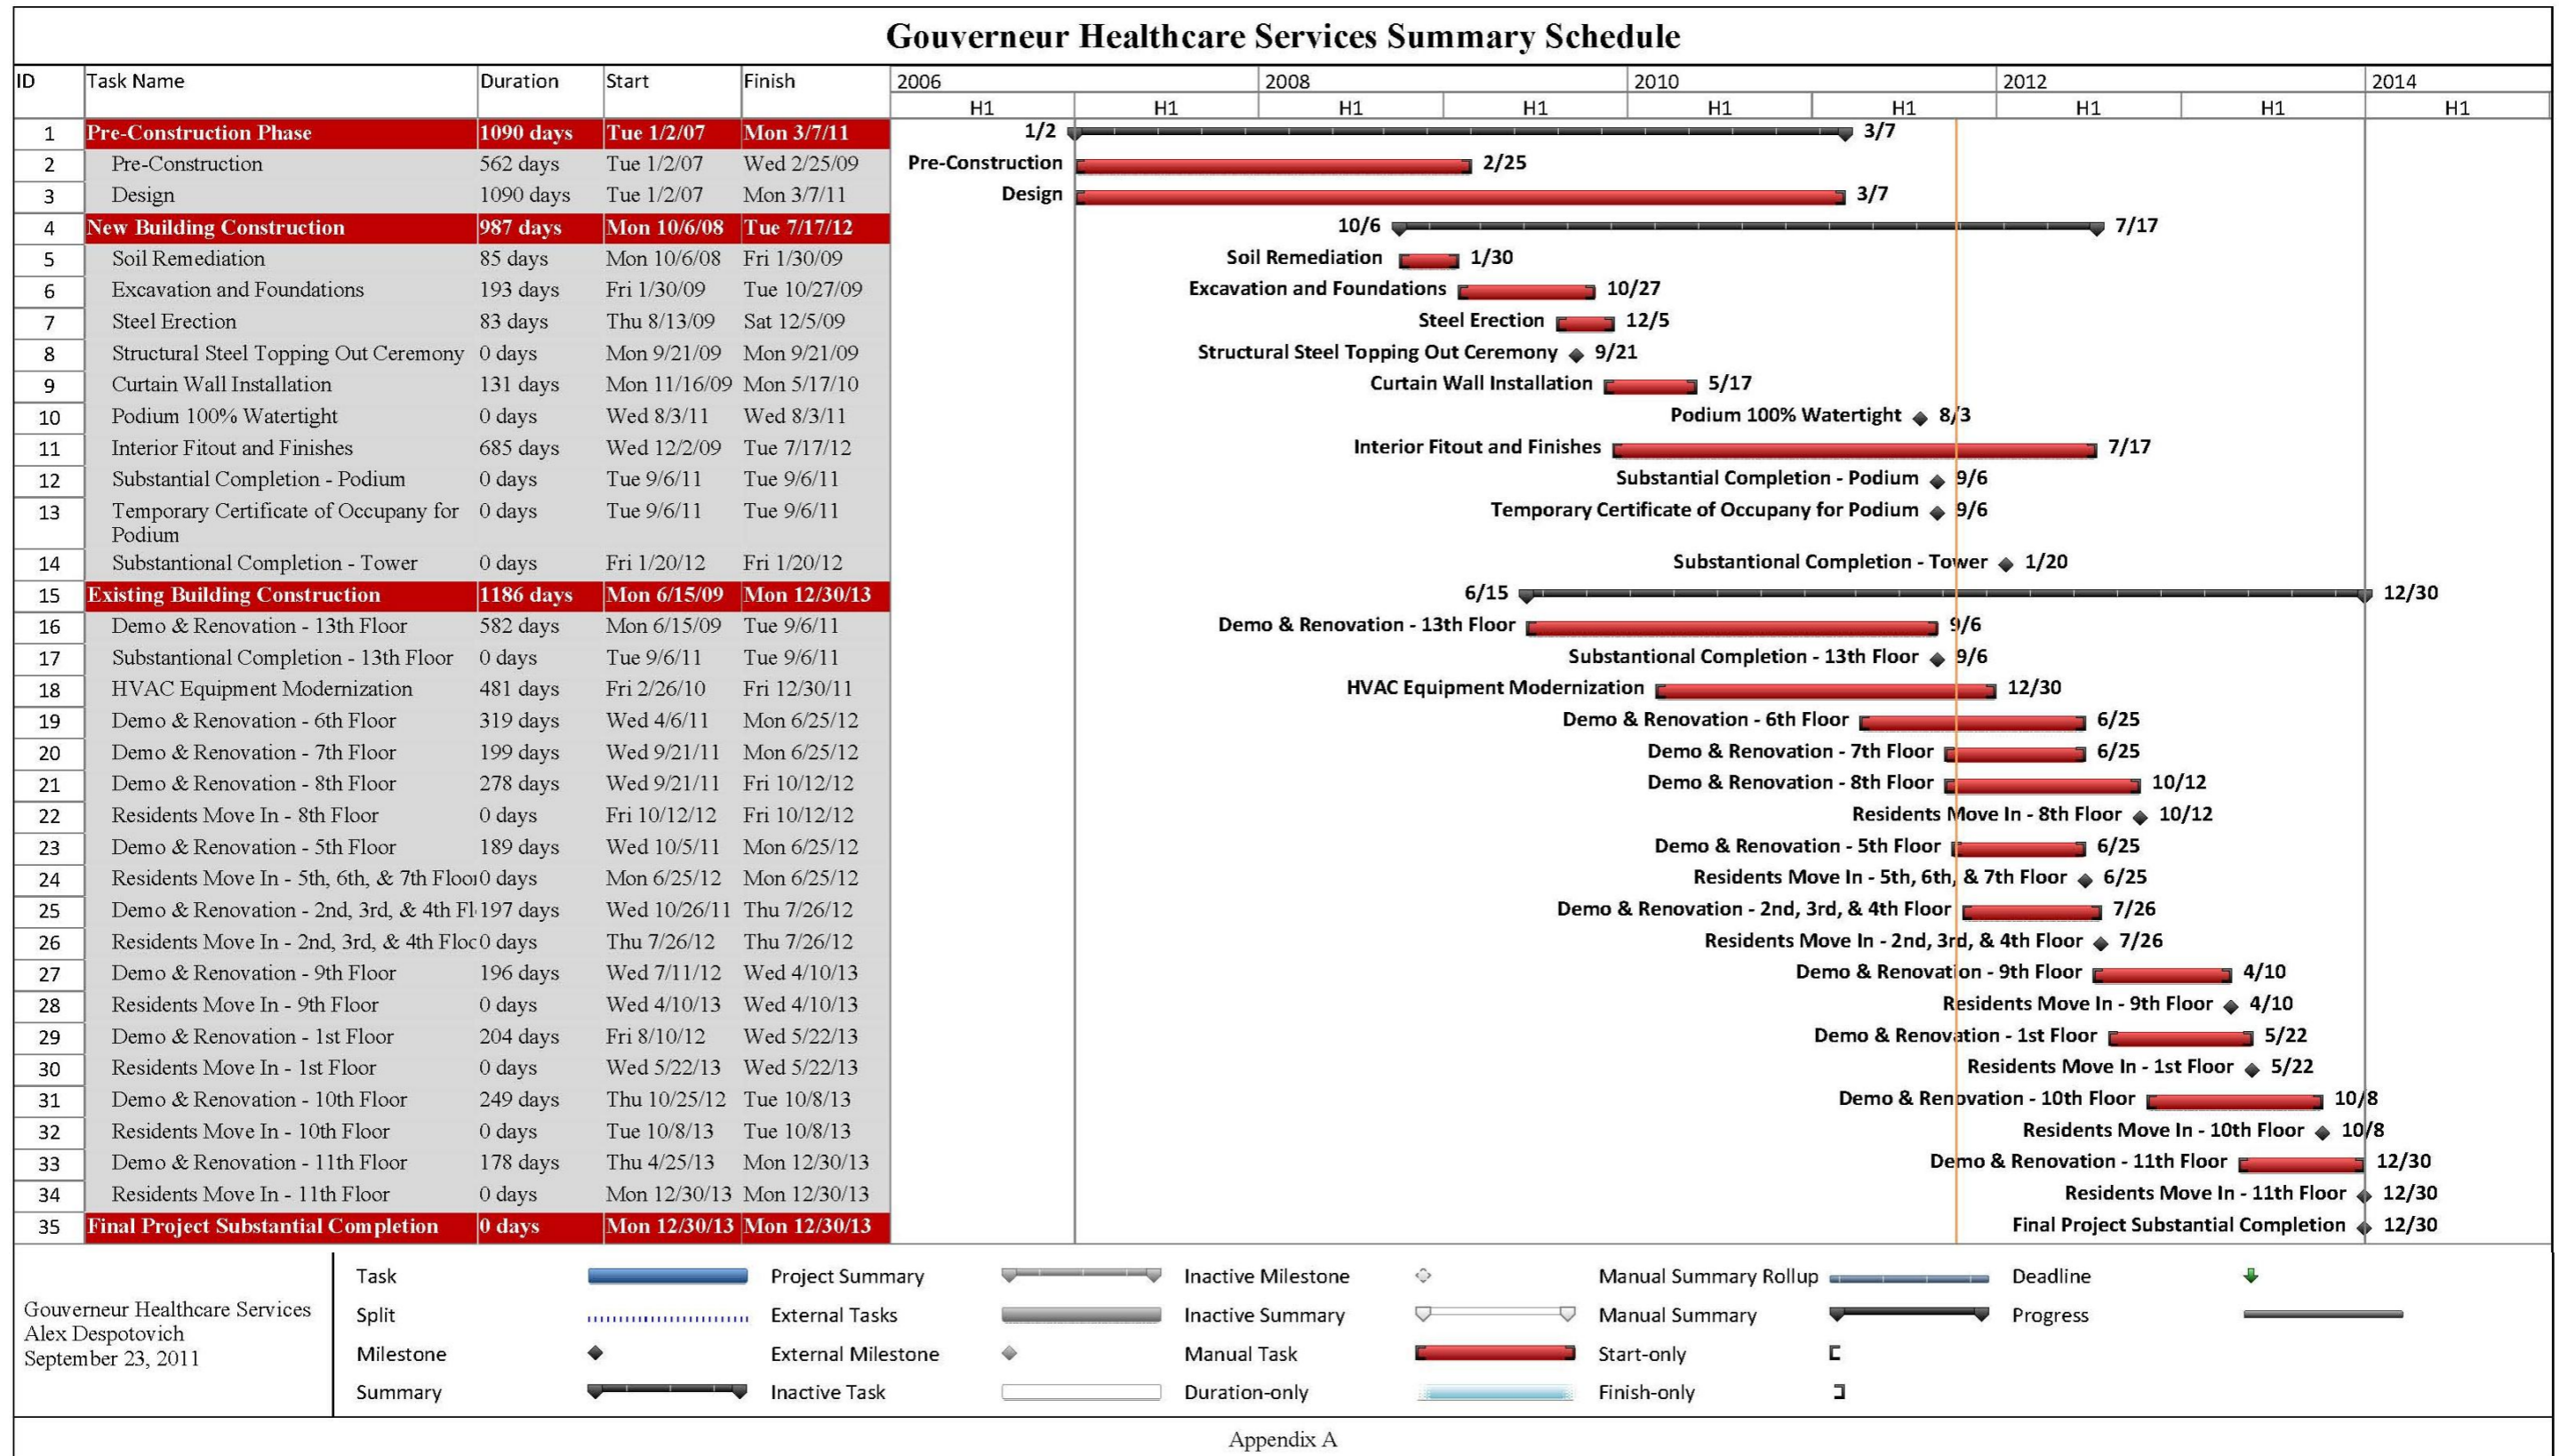 Gouverneur Healthcare Services Summary Schedule
ID Task Name Duration Start Finish 2006 2008 2010 2012 2014
H1 H1 H1 H1 H1 H1 H1 H1 H1
1 Pre-Construction Phase 1090 days Tue 1/2/07 Mon 3/7/11 1/2 3/7
2 Pre-Construction 562 days Tue 1/2/07 Wed 2/25/09 Pre-Construction 2/25
3 Design 1090 days Tue 1/2/07 Mon 3/7/11 Design 3/7
4 New Building Construction 987 days Mon 10/6/08 Tue 7/17/12 10/6 7/17
5 Soil Remediation 85 days Mon 10/6/08 Fri 1/30/09 Soil Remediation 1/30
6 Excavation and Foundations 193 days Fri 1/30/09 Tue 10/27/09 Excavation and Foundations 10/27
7 Steel Erection 83 days Thu 8/13/09 Sat 12/5/09 Steel Erection 12/5
8 Structural Steel Topping Out Ceremony 0 days Mon 9/21/09 Mon 9/21/09 Structural Steel Topping Out Ceremony 9/21
9 Curtain Wall Installation 131 days Mon 11/16/09 Mon 5/17/10 Curtain Wall Installation 5/17
10 Podium 100% Watertight 0 days Wed 8/3/11 Wed 8/3/11 Podium 100% Watertight 8/3
11 Interior Fitout and Finishes 685 days Wed 12/2/09 Tue 7/17/12 Interior Fitout and Finishes 7/17
12 Substantial Completion - Podium 0 days Tue 9/6/11 Tue 9/6/11 Substantial Completion - Podium 9/6
13 Temporary Certificate of Occupany for 0 days Tue 9/6/11 Tue 9/6/11 Temporary Certificate of Occupany for Podium 9/6
Podium
14 Substantional Completion - Tower 0 days Fri 1/20/12 Fri 1/20/12 Substantional Completion - Tower 1/20
15 Existing Building Construction 1186 days Mon 6/15/09 Mon 12/30/13 6/15 12/30
16 Demo & Renovation - 13th Floor 582 days Mon 6/15/09 Tue 9/6/11 Demo & Renovation - 13th Floor 9/6
17 Substantional Completion - 13th Floor 0 days Tue 9/6/11 Tue 9/6/11 Substantional Completion - 13th Floor 9/6
18 HVAC Equipment Modernization 481 days Fri 2/26/10 Fri 12/30/11 HVAC Equipment Modernization 12/30
19 Demo & Renovation - 6th Floor 319 days Wed 4/6/11 Mon 6/25/12 Demo & Renovation - 6th Floor 6/25
20 Demo & Renovation - 7th Floor 199 days Wed 9/21/11 Mon 6/25/12 Demo & Renovation - 7th Floor 6/25
21 Demo & Renovation - 8th Floor 278 days Wed 9/21/11 Fri 10/12/12 Demo & Renovation - 8th Floor 10/12
22 Residents Move In - 8th Floor 0 days Fri 10/12/12 Fri 10/12/12 Residents Move In - 8th Floor 10/12
23 Demo & Renovation - 5th Floor 189 days Wed 10/5/11 Mon 6/25/12 Demo & Renovation - 5th Floor 6/25
24 Residents Move In - 5th, 6th, & 7th Floor 0 days Mon 6/25/12 Mon 6/25/12 Residents Move In - 5th, 6th, & 7th Floor 6/25
25 Demo & Renovation - 2nd, 3rd, & 4th Fl 197 days Wed 10/26/11 Thu 7/26/12 Demo & Renovation - 2nd, 3rd, & 4th Floor 7/26
26 Residents Move In - 2nd, 3rd, & 4th Floo 0 days Thu 7/26/12 Thu 7/26/12 Residents Move In - 2nd, 3rd, & 4th Floor 7/26
27 Demo & Renovation - 9th Floor 196 days Wed 7/11/12 Wed 4/10/13 Demo & Renovation - 9th Floor 4/10
28 Residents Move In - 9th Floor 0 days Wed 4/10/13 Wed 4/10/13 Residents Move In - 9th Floor 4/10
29 Demo & Renovation - 1st Floor 204 days Fri 8/10/12 Wed 5/22/13 Demo & Renovation - 1st Floor 5/22
30 Residents Move In - 1st Floor 0 days Wed 5/22/13 Wed 5/22/13 Residents Move In - 1st Floor 5/22
31 Demo & Renovation - 10th Floor 249 days Thu 10/25/12 Tue 10/8/13 Demo & Renovation - 10th Floor 10/8
32 Residents Move In - 10th Floor 0 days Tue 10/8/13 Tue 10/8/13 Residents Move In - 10th Floor 10/8
33 Demo & Renovation - 11th Floor 178 days Thu 4/25/13 Mon 12/30/13 Demo & Renovation - 11th Floor 12/30
34 Residents Move In - 11th Floor 0 days Mon 12/30/13 Mon 12/30/13 Residents Move In - 11th Floor 12/30
35 Final Project Substantial Completion 0 days Mon 12/30/13 Mon 12/30/13 Final Project Substantial Completion 12/30
Gouverneur Healthcare Services
Alex Despotovich
September 23, 2011
Task Project Summary Inactive Milestone Manual Summary Rollup Deadline
Split External Tasks Inactive Summary Manual Summary Progress
Milestone External Milestone Manual Task Start-only
Summary Inactive Task Duration-only Finish-only
Appendix A